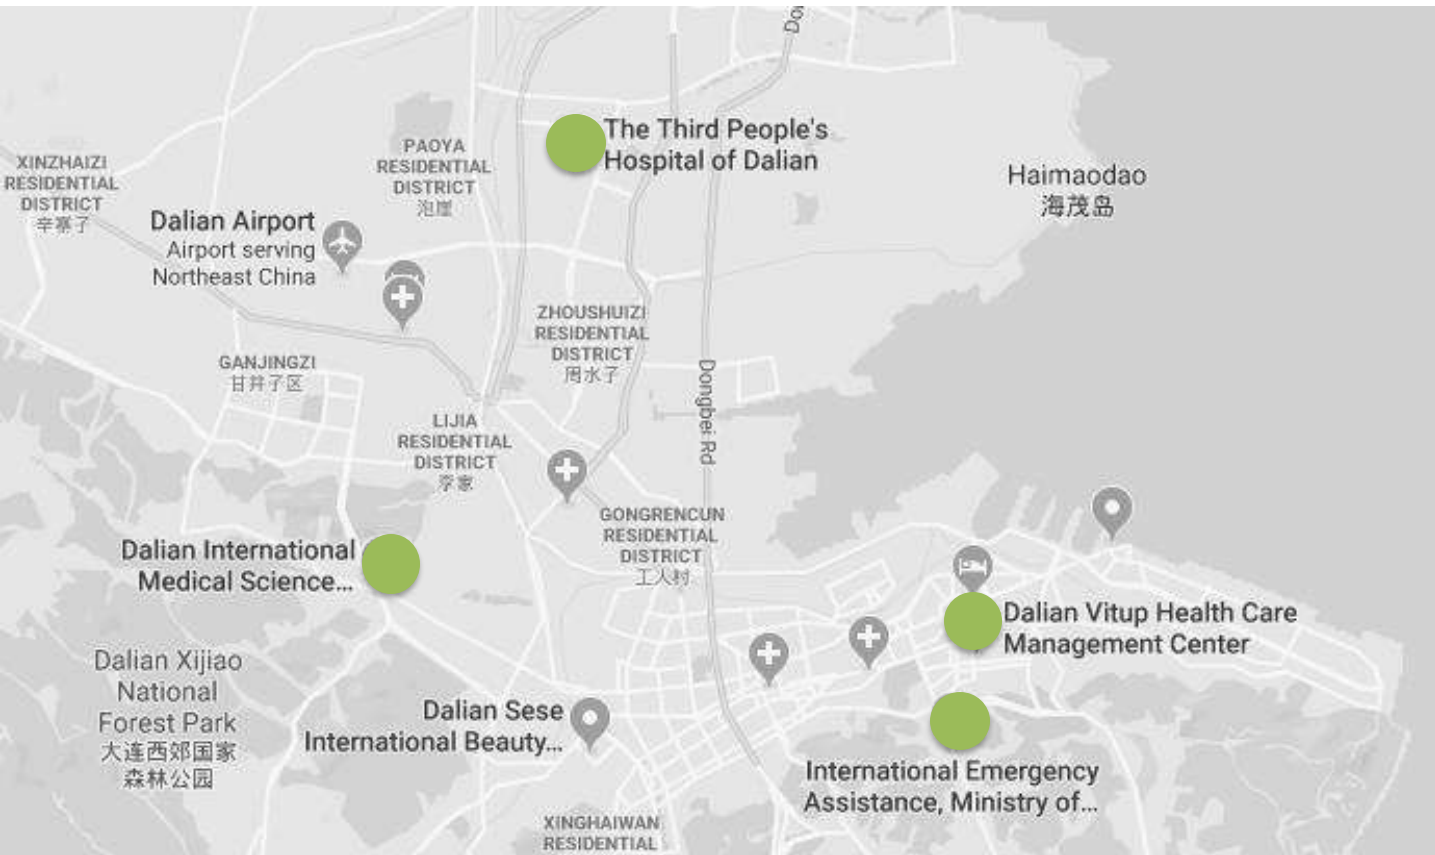 Do
The Third People's
Hospital of Dalian
PAOYA
RESIDENTIAL
DISTRICT
泡崖
XINZHAIZI
RESIDENTIAL
DISTRICT
辛寨子
Haimaodao
海茂岛
Dalian Airport
Airport serving
Northeast China
ZHOUSHUIZI
RESIDENTIAL
DISTRICT
周水子
GANJINGZI
甘井子区
Dongbei Rd
LIJIA
RESIDENTIAL
DISTRICT
李家
GONGRENCUN
RESIDENTIAL
DISTRICT
工人村
Dalian International
Medical Science...
Dalian Vitup Health Care
Management Center
Dalian Xijiao
National
Forest Park
大连西郊国家
森林公园
Dalian Sese
International Beauty...
International Emergency
Assistance, Ministry of...
XINGHAIWAN
RESIDENTIAL